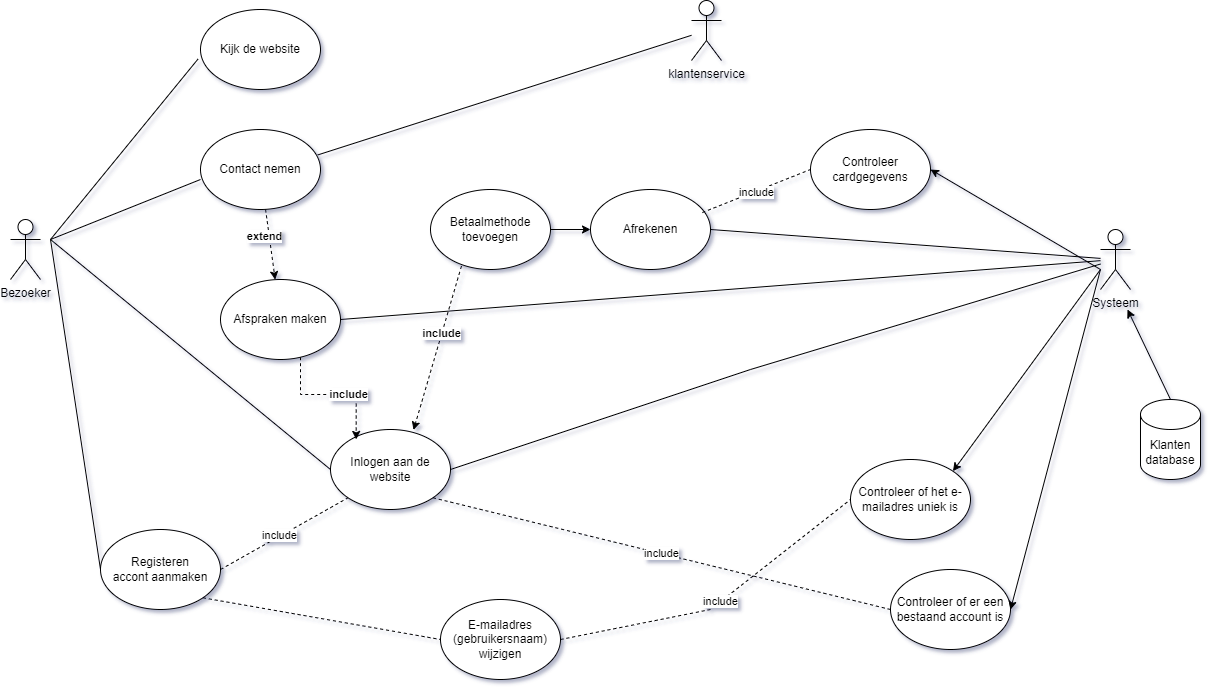 Kijk de website
klantenservice
Contact nemen
Controleer
cardgegevens
include
Betaalmethode
toevoegen
Afrekenen
extend
Bezoeker
Systeem
Afspraken maken
include
include
Klanten
database
Inlogen aan de
website
Controleer of het e-
mailadres uniek is
include
include
Registeren
accont aanmaken
include
Controleer of er een
bestaand account is
E-mailadres
(gebruikersnaam)
wijzigen